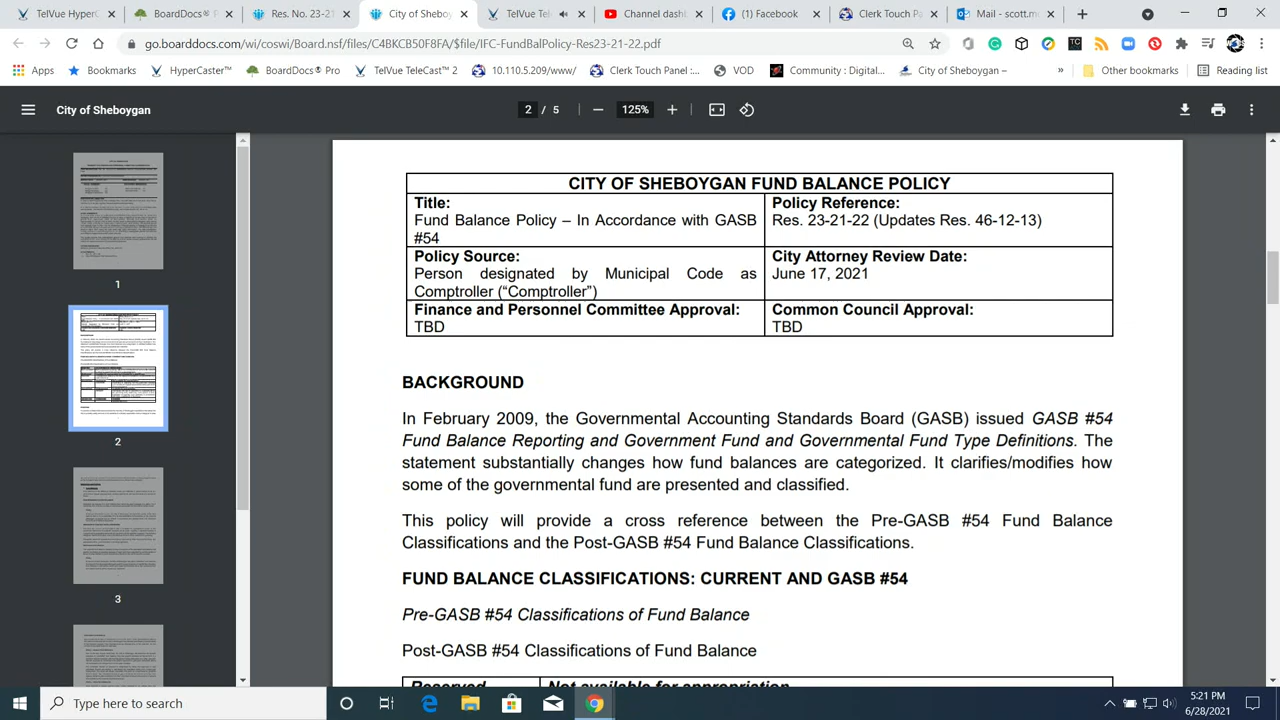 TelVue Hyper
BoardDocs® P
Res. No. 23-21
City of Sheboy
TelVue Tel
Channel dash
(1) Facebook
Clerk Touch Pa
Mail - scott.m
go.boarddocs.com/wi/coswi/Board.nsf/files/C4BKCB50F8FA/$file/IFC-FundBalPolicy-Res23-21-22.pdf
Apps
Bookmarks
HyperCaster™
BoardDocs® Pro
TelVue TeleCast™ 2
10.10.5.209/www/
Clerk Touch Panel :...
VOD
Community : Digital...
City of Sheboygan –
»
Other bookmarks
Reading list
City of Sheboygan
2 / 5
125%
1
2
3
CITY OF SHEBOYGAN FUND BALANCE POLICY
Title:
Fund Balance Policy – In Accordance with GASB
#54
Policy Reference:
Res. 23-21-22 (Updates Res. 46-12-13)
Policy Source:
Person designated by Municipal Code as
Comptroller (“Comptroller”)
City Attorney Review Date:
June 17, 2021
Finance and Personnel Committee Approval:
TBD
Common Council Approval:
TBD
BACKGROUND
In February 2009, the Governmental Accounting Standards Board (GASB) issued GASB #54
Fund Balance Reporting and Government Fund and Governmental Fund Type Definitions. The
statement substantially changes how fund balances are categorized. It clarifies/modifies how
some of the governmental fund are presented and classified.
This policy will provide a cross reference between the Pre-GASB #54 Fund Balance
Classifications and the Post-GASB #54 Fund Balance Classifications.
FUND BALANCE CLASSIFICATIONS: CURRENT AND GASB #54
Pre-GASB #54 Classifications of Fund Balance
Post-GASB #54 Classifications of Fund Balance
Type here to search
5:21 PM
6/28/2021